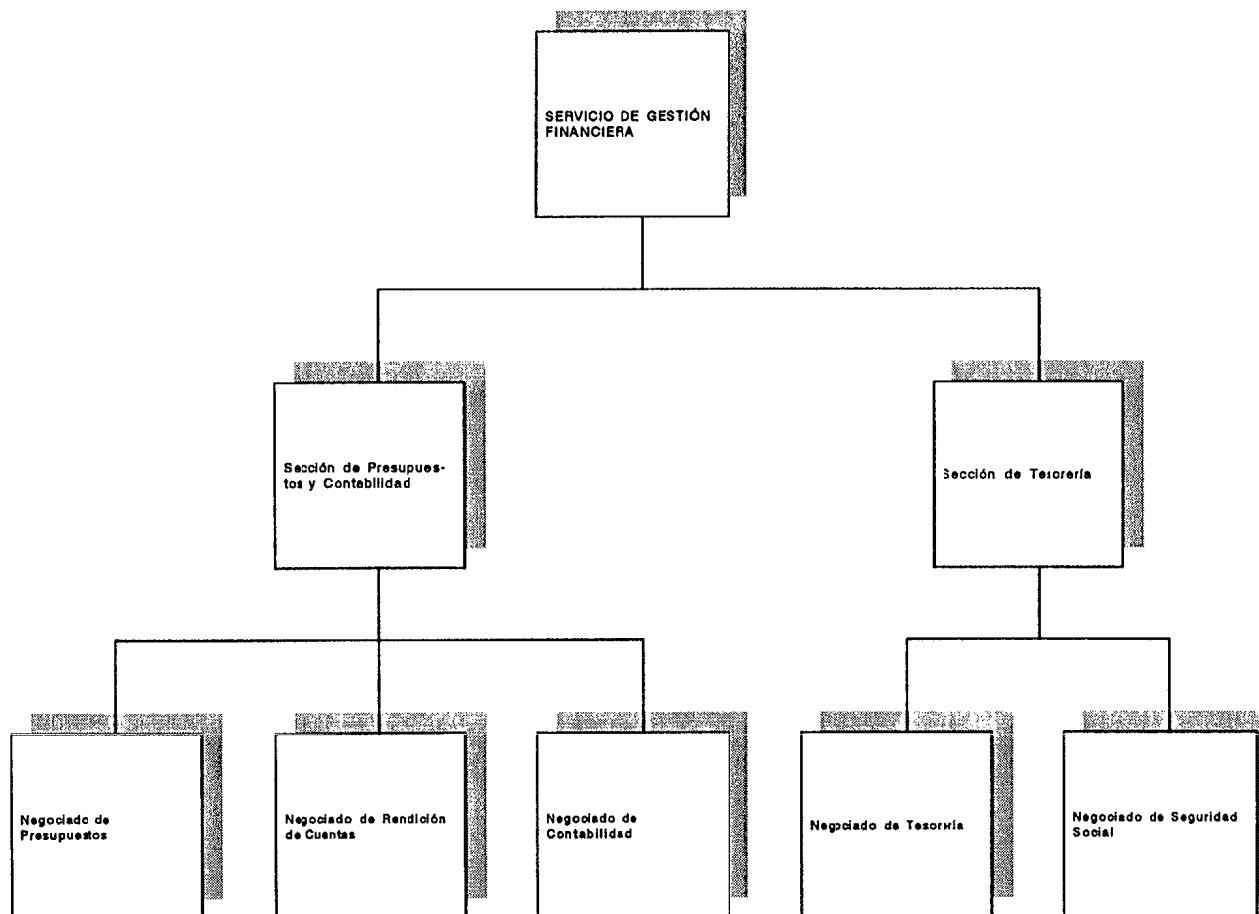 SERVICIO DE GESTIÓN
FINANCIERA
Sección de Presupues-
tos y Contabilidad
Sección de Tesorería
Negociado de
Presupuestos
Negociado de Rendición
de Cuentas
Negociado de
Contabilidad
Negociado de Tesorería
Negociado de Seguridad
Social